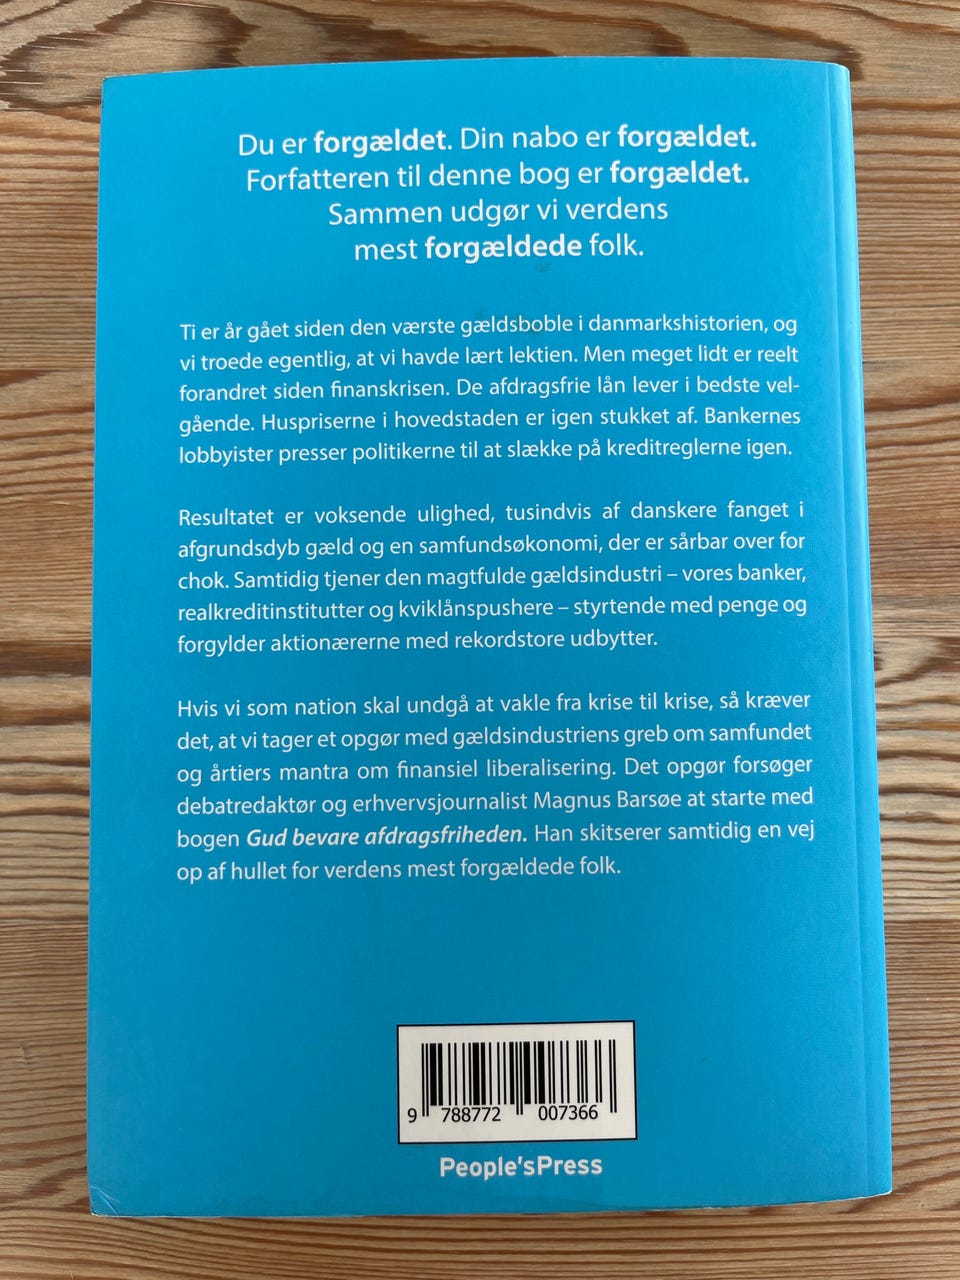 Du er forgældet. Din nabo er forgældet.
Forfatteren til denne bog er forgældet.
Sammen udgør vi verdens
mest forgældede folk.
Ti er år gået siden den værste gældsboble i danmarkshistorien, og
vi troede egentlig, at vi havde lært lektien. Men meget lidt er reelt
forandret siden finanskrisen. De afdragsfrie lån lever i bedste vel-
gående. Huspriserne i hovedstaden er igen stukket af. Bankernes
lobbyister presser politikerne til at slække på kreditreglerne igen.
Resultatet er voksende ulighed, tusindvis af danskere fanget i
afgrundsdyb gæld og en samfundsøkonomi, der er sårbar over for
chok. Samtidig tjener den magtfulde gældsindustri – vores banker,
realkreditinstitutter og kviklånspushere – styrtende med penge og
forgylder aktionærerne med rekordstore udbytter.
Hvis vi som nation skal undgå at vakle fra krise til krise, så kræver
det, at vi tager et opgør med gældsindustriens greb om samfundet
og årtiers mantra om finansiel liberalisering. Det opgør forsøger
debatredaktør og erhvervsjournalist Magnus Barsøe at starte med
bogen Gud bevare afdragsfriheden. Han skitserer samtidig en vej
op af hullet for verdens mest forgældede folk.
9 788772 007366
People'sPress